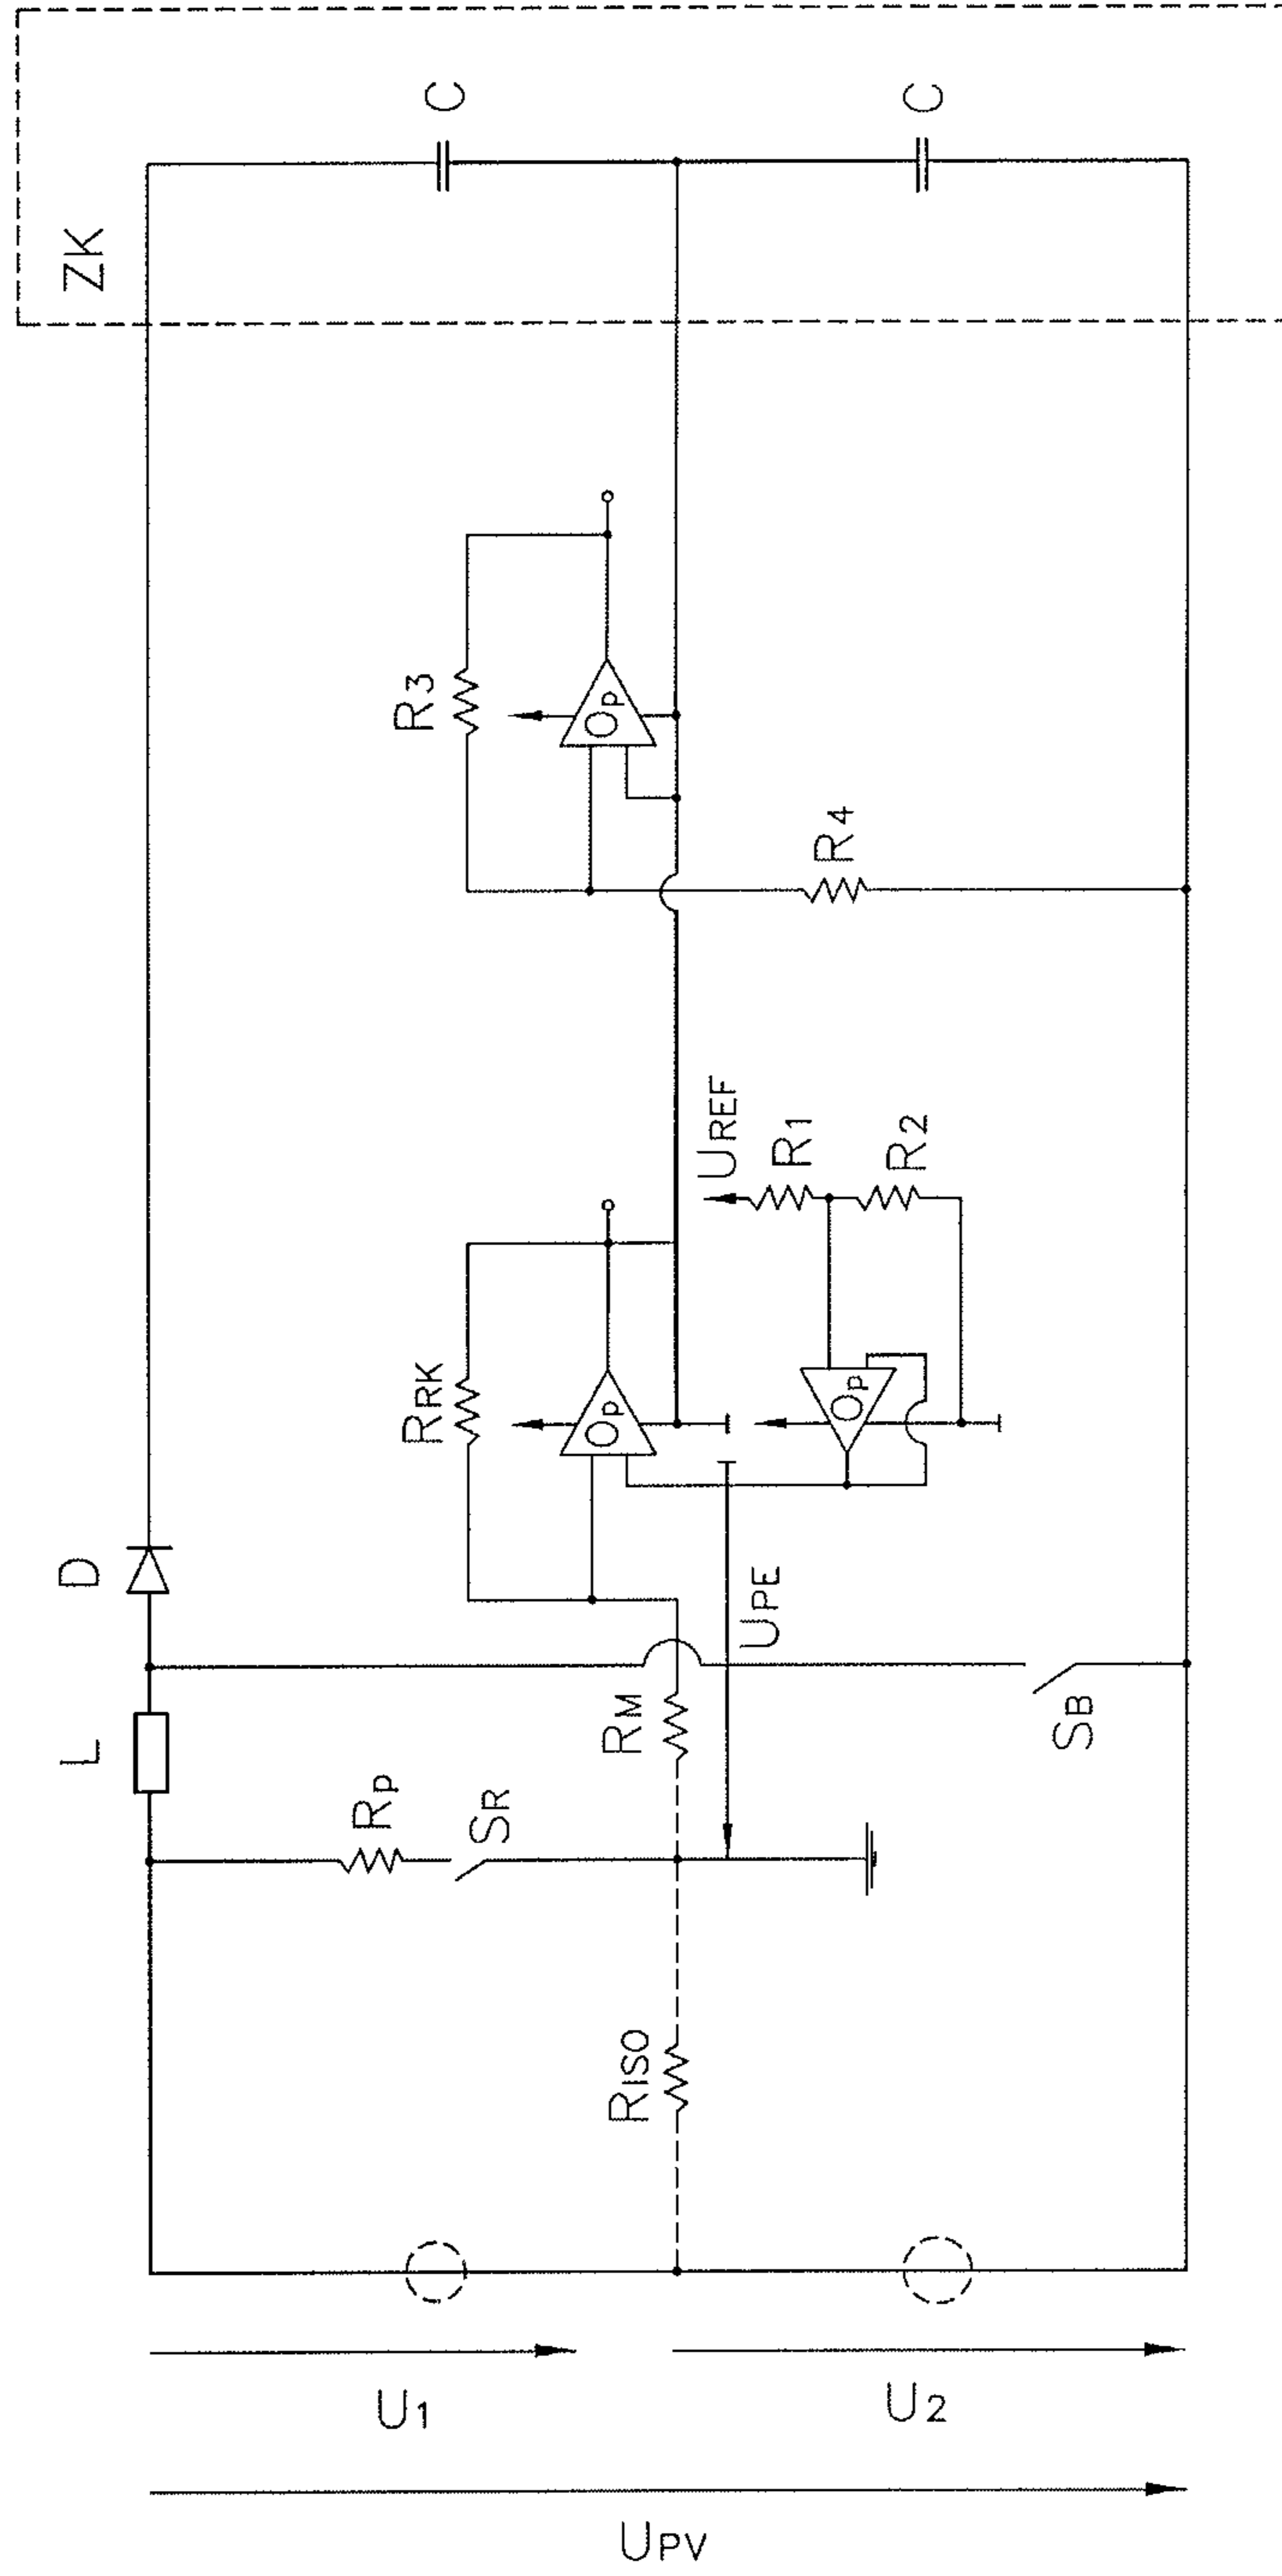 ZK
C
C
R3
R4
UREF
R1
R2
RRK
Op
Op
Op
D
L
RM
UPE
SB
Rp
SR
RISO
U1
U2
UPV